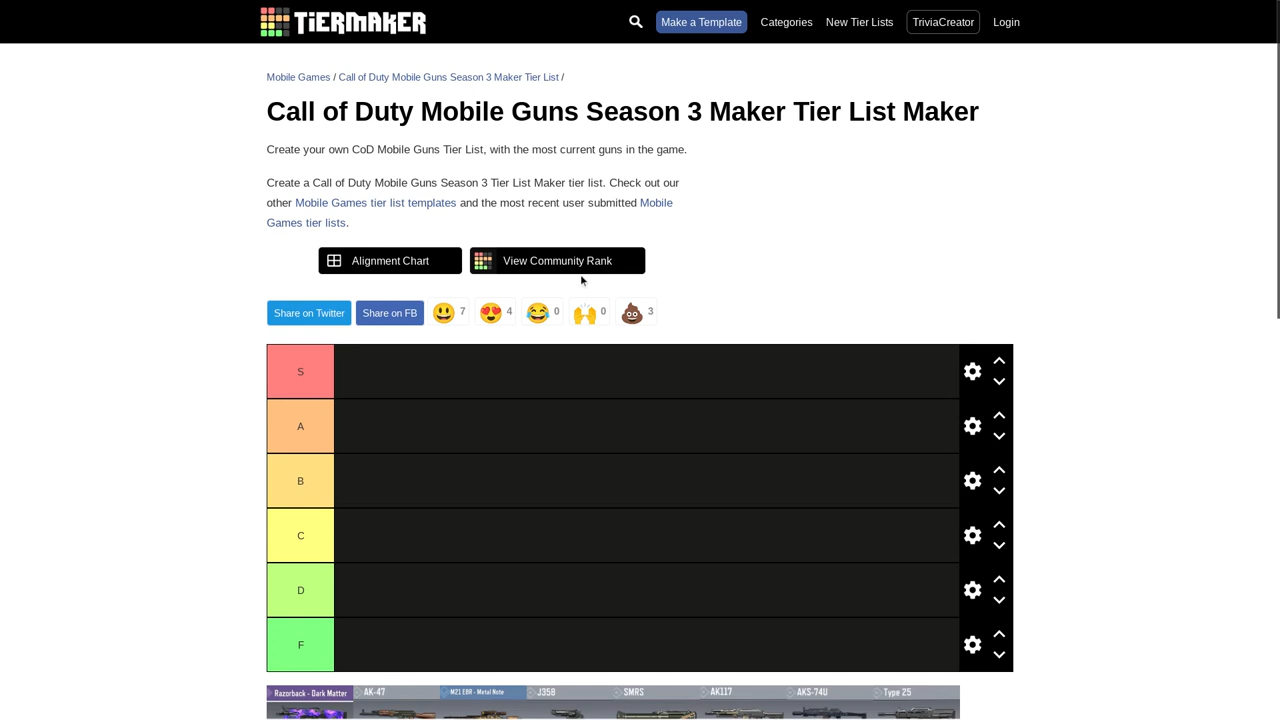 TIERMAKER
Make a Template
Categories
New Tier Lists
TriviaCreator
Login
Mobile Games / Call of Duty Mobile Guns Season 3 Maker Tier List /
Call of Duty Mobile Guns Season 3 Maker Tier List Maker
Create your own CoD Mobile Guns Tier List, with the most current guns in the game.
Create a Call of Duty Mobile Guns Season 3 Tier List Maker tier list. Check out our
other Mobile Games tier list templates and the most recent user submitted Mobile
Games tier lists.
Alignment Chart
View Community Rank
Share on Twitter
Share on FB
7
4
0
0
3
S
A
B
C
D
F
Razorback - Dark Matter
AK-47
M21 EBR - Metal Note
J358
SMRS
AK117
AKS-74U
Type 25